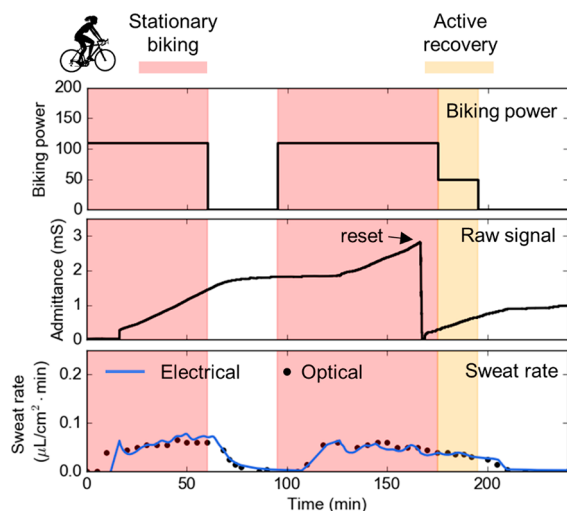 Stationary
biking
Active
recovery
Biking power
200
150
100
50
0
Biking power
Admittance (mS)
3
2
1
0
reset
Raw signal
Sweat rate
(μL/cm² · min)
0.2
0.1
0.0
Electrical
Optical
Sweat rate
0
50
100
150
200
Time (min)